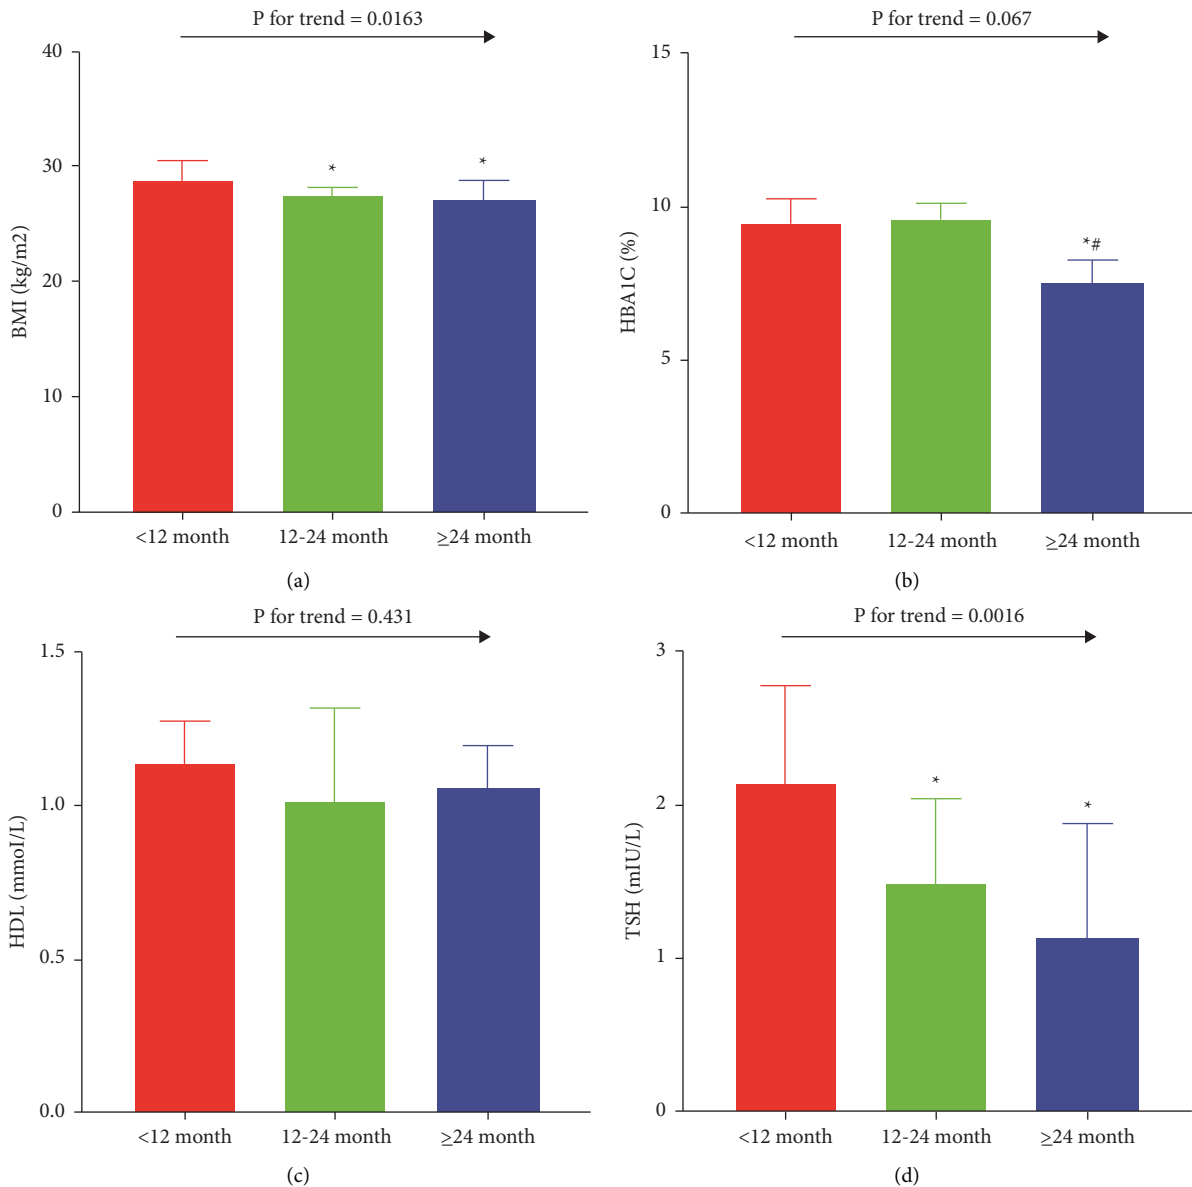 P for trend = 0.0163
40
30
20
10
0
BMI (kg/m2)
*
*
<12 month
12-24 month
≥24 month
(a)
P for trend = 0.067
15
10
5
0
HBA1C (%)
*#
<12 month
12-24 month
≥24 month
(b)
P for trend = 0.431
1.5
1.0
0.5
0.0
HDL (mmoI/L)
<12 month
12-24 month
≥24 month
(c)
P for trend = 0.0016
3
2
1
0
TSH (mIU/L)
*
*
<12 month
12-24 month
≥24 month
(d)